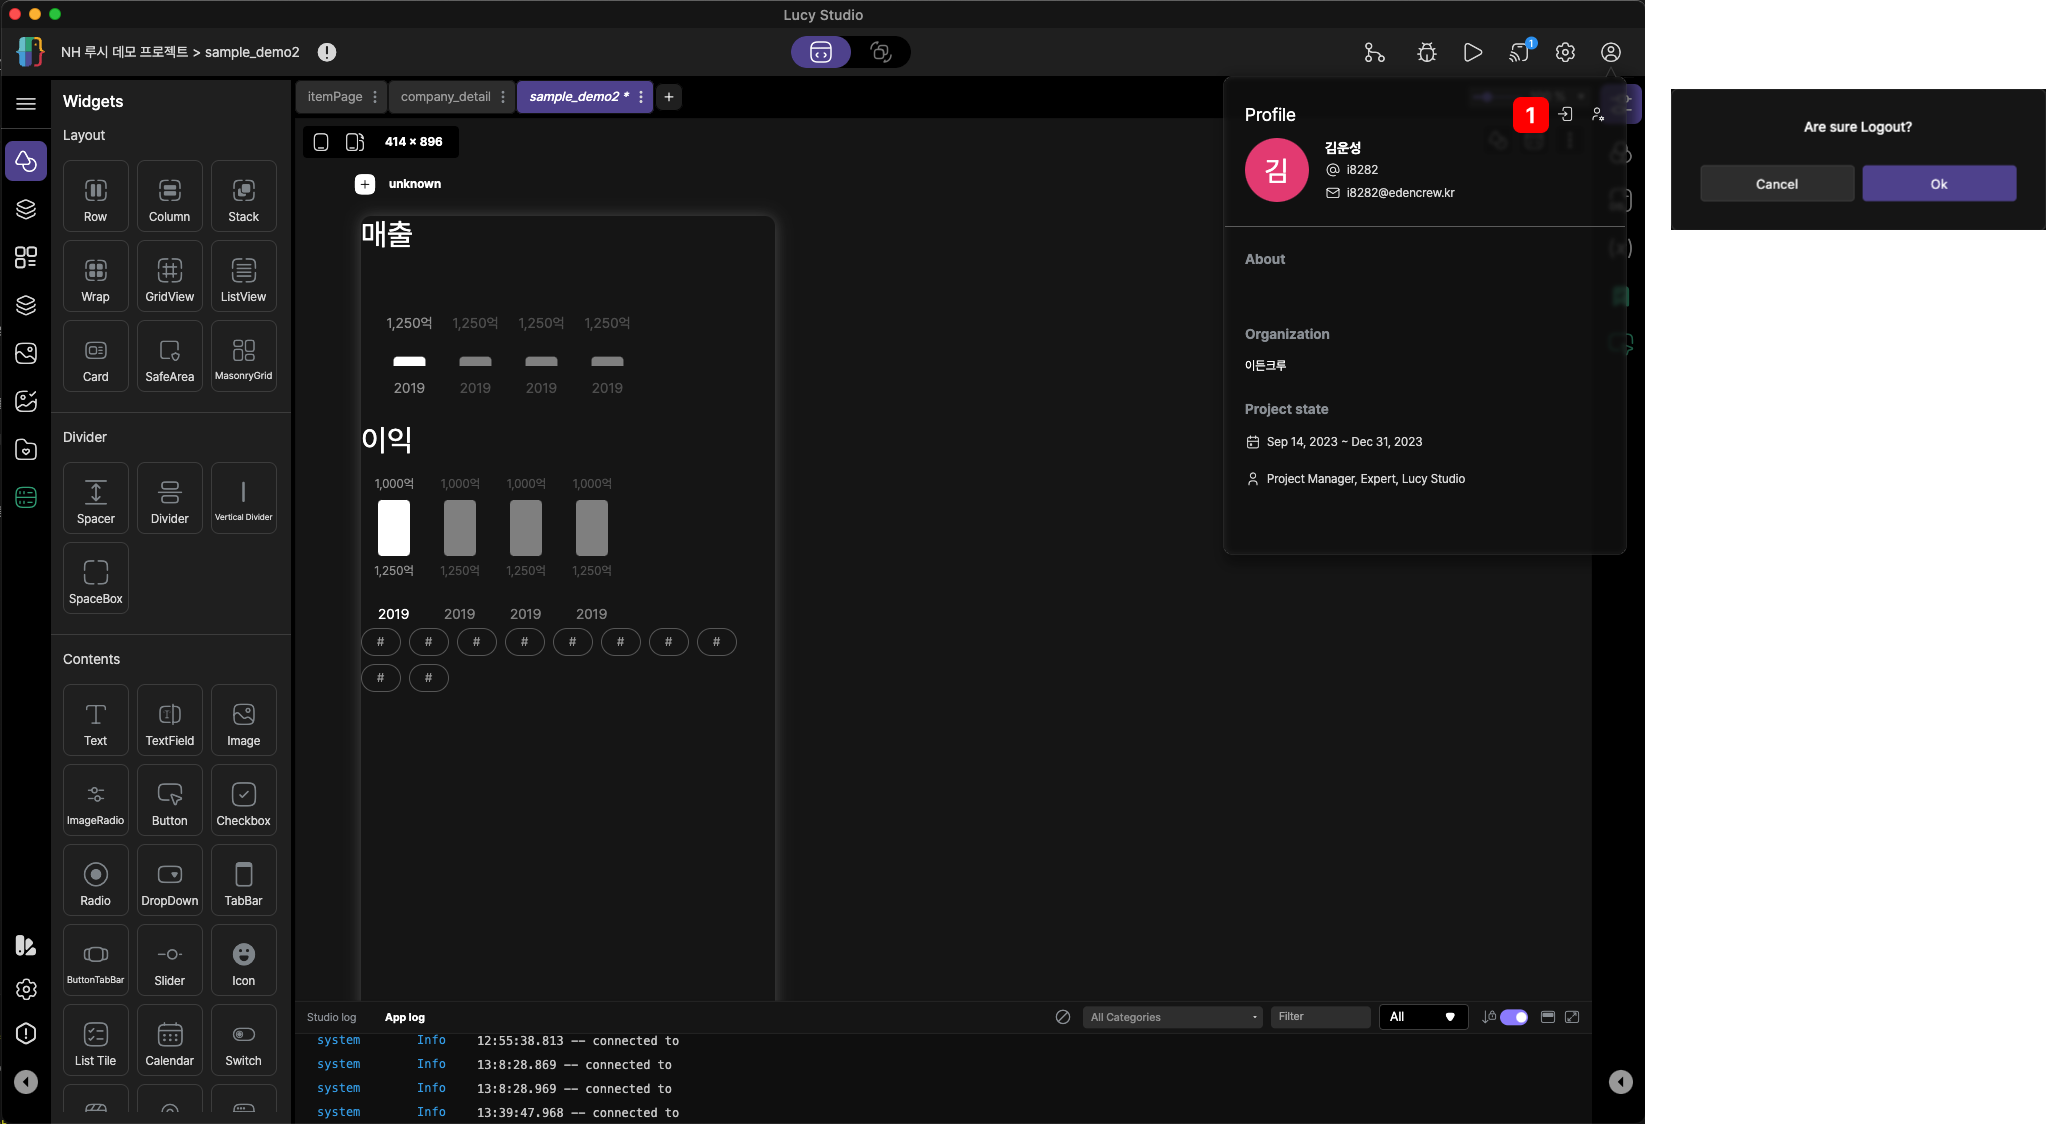 Lucy Studio
NH 루시 데모 프로젝트 > sample_demo2
1
Widgets
Layout
Row
Column
Stack
Wrap
GridView
ListView
Card
SafeArea
MasonryGrid
Divider
Spacer
Divider
Vertical Divider
SpaceBox
Contents
Text
TextField
Image
ImageRadio
Button
Checkbox
Radio
DropDown
TabBar
ButtonTabBar
Slider
Icon
List Tile
Calendar
Switch
itemPage
company_detail
sample_demo2 *
+
414 × 896
unknown
매출
1,250억 1,250억 1,250억 1,250억
2019 2019 2019 2019
이익
1,000억 1,000억 1,000억 1,000억
1,250억 1,250억 1,250억 1,250억
2019 2019 2019 2019
# # # # # # # #
# #
Studio log
App log
All Categories
Filter
All
system Info 12:55:38.813 -- connected to
system Info 13:8:28.869 -- connected to
system Info 13:8:28.969 -- connected to
system Info 13:39:47.968 -- connected to
Profile
1
김
김운성
i8282
i8282@edencrew.kr
About
Organization
이든크루
Project state
Sep 14, 2023 ~ Dec 31, 2023
Project Manager, Expert, Lucy Studio
Are sure Logout?
Cancel
Ok